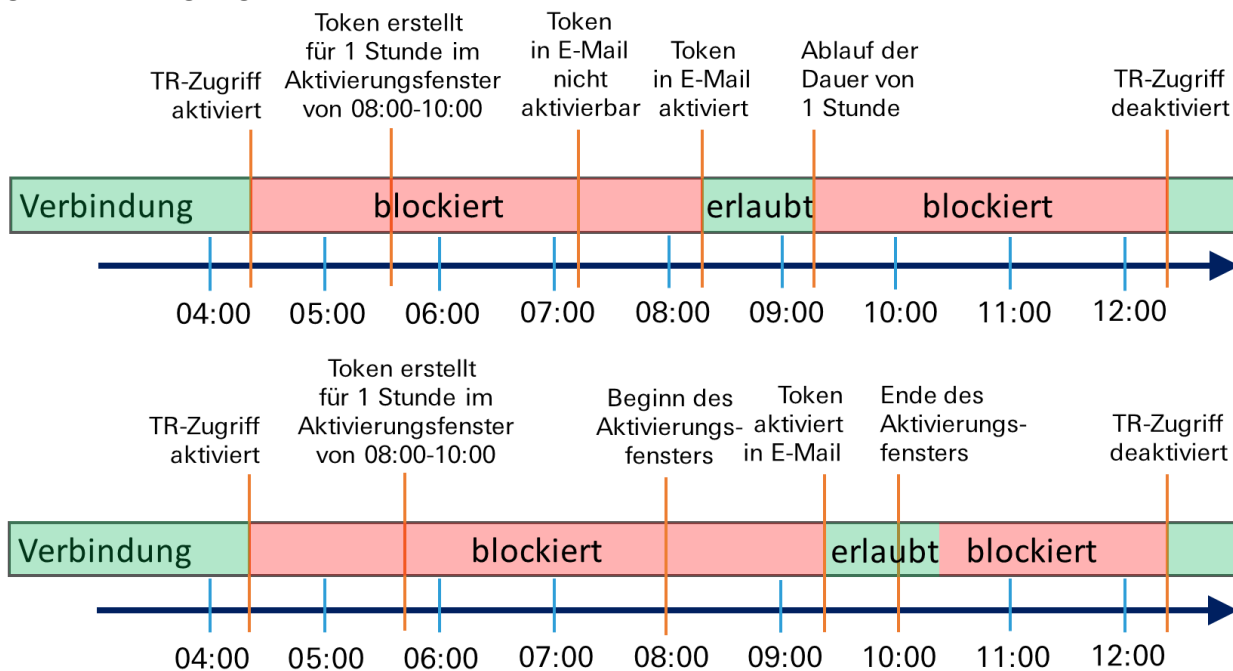 TR-Zugriff
aktiviert
Token erstellt
für 1 Stunde im
Aktivierungsfenster
von 08:00-10:00
Token
in E-Mail
nicht
aktivierbar
Token
in E-Mail
aktiviert
Ablauf der
Dauer von
1 Stunde
TR-Zugriff
deaktiviert
Verbindung
blockiert
erlaubt
blockiert
04:00
05:00
06:00
07:00
08:00
09:00
10:00
11:00
12:00
TR-Zugriff
aktiviert
Token erstellt
für 1 Stunde im
Aktivierungsfenster
von 08:00-10:00
Beginn des
Aktivierungs-
fensters
Token
aktiviert
in E-Mail
Ende des
Aktivierungs-
fensters
TR-Zugriff
deaktiviert
Verbindung
blockiert
erlaubt
blockiert
04:00
05:00
06:00
07:00
08:00
09:00
10:00
11:00
12:00